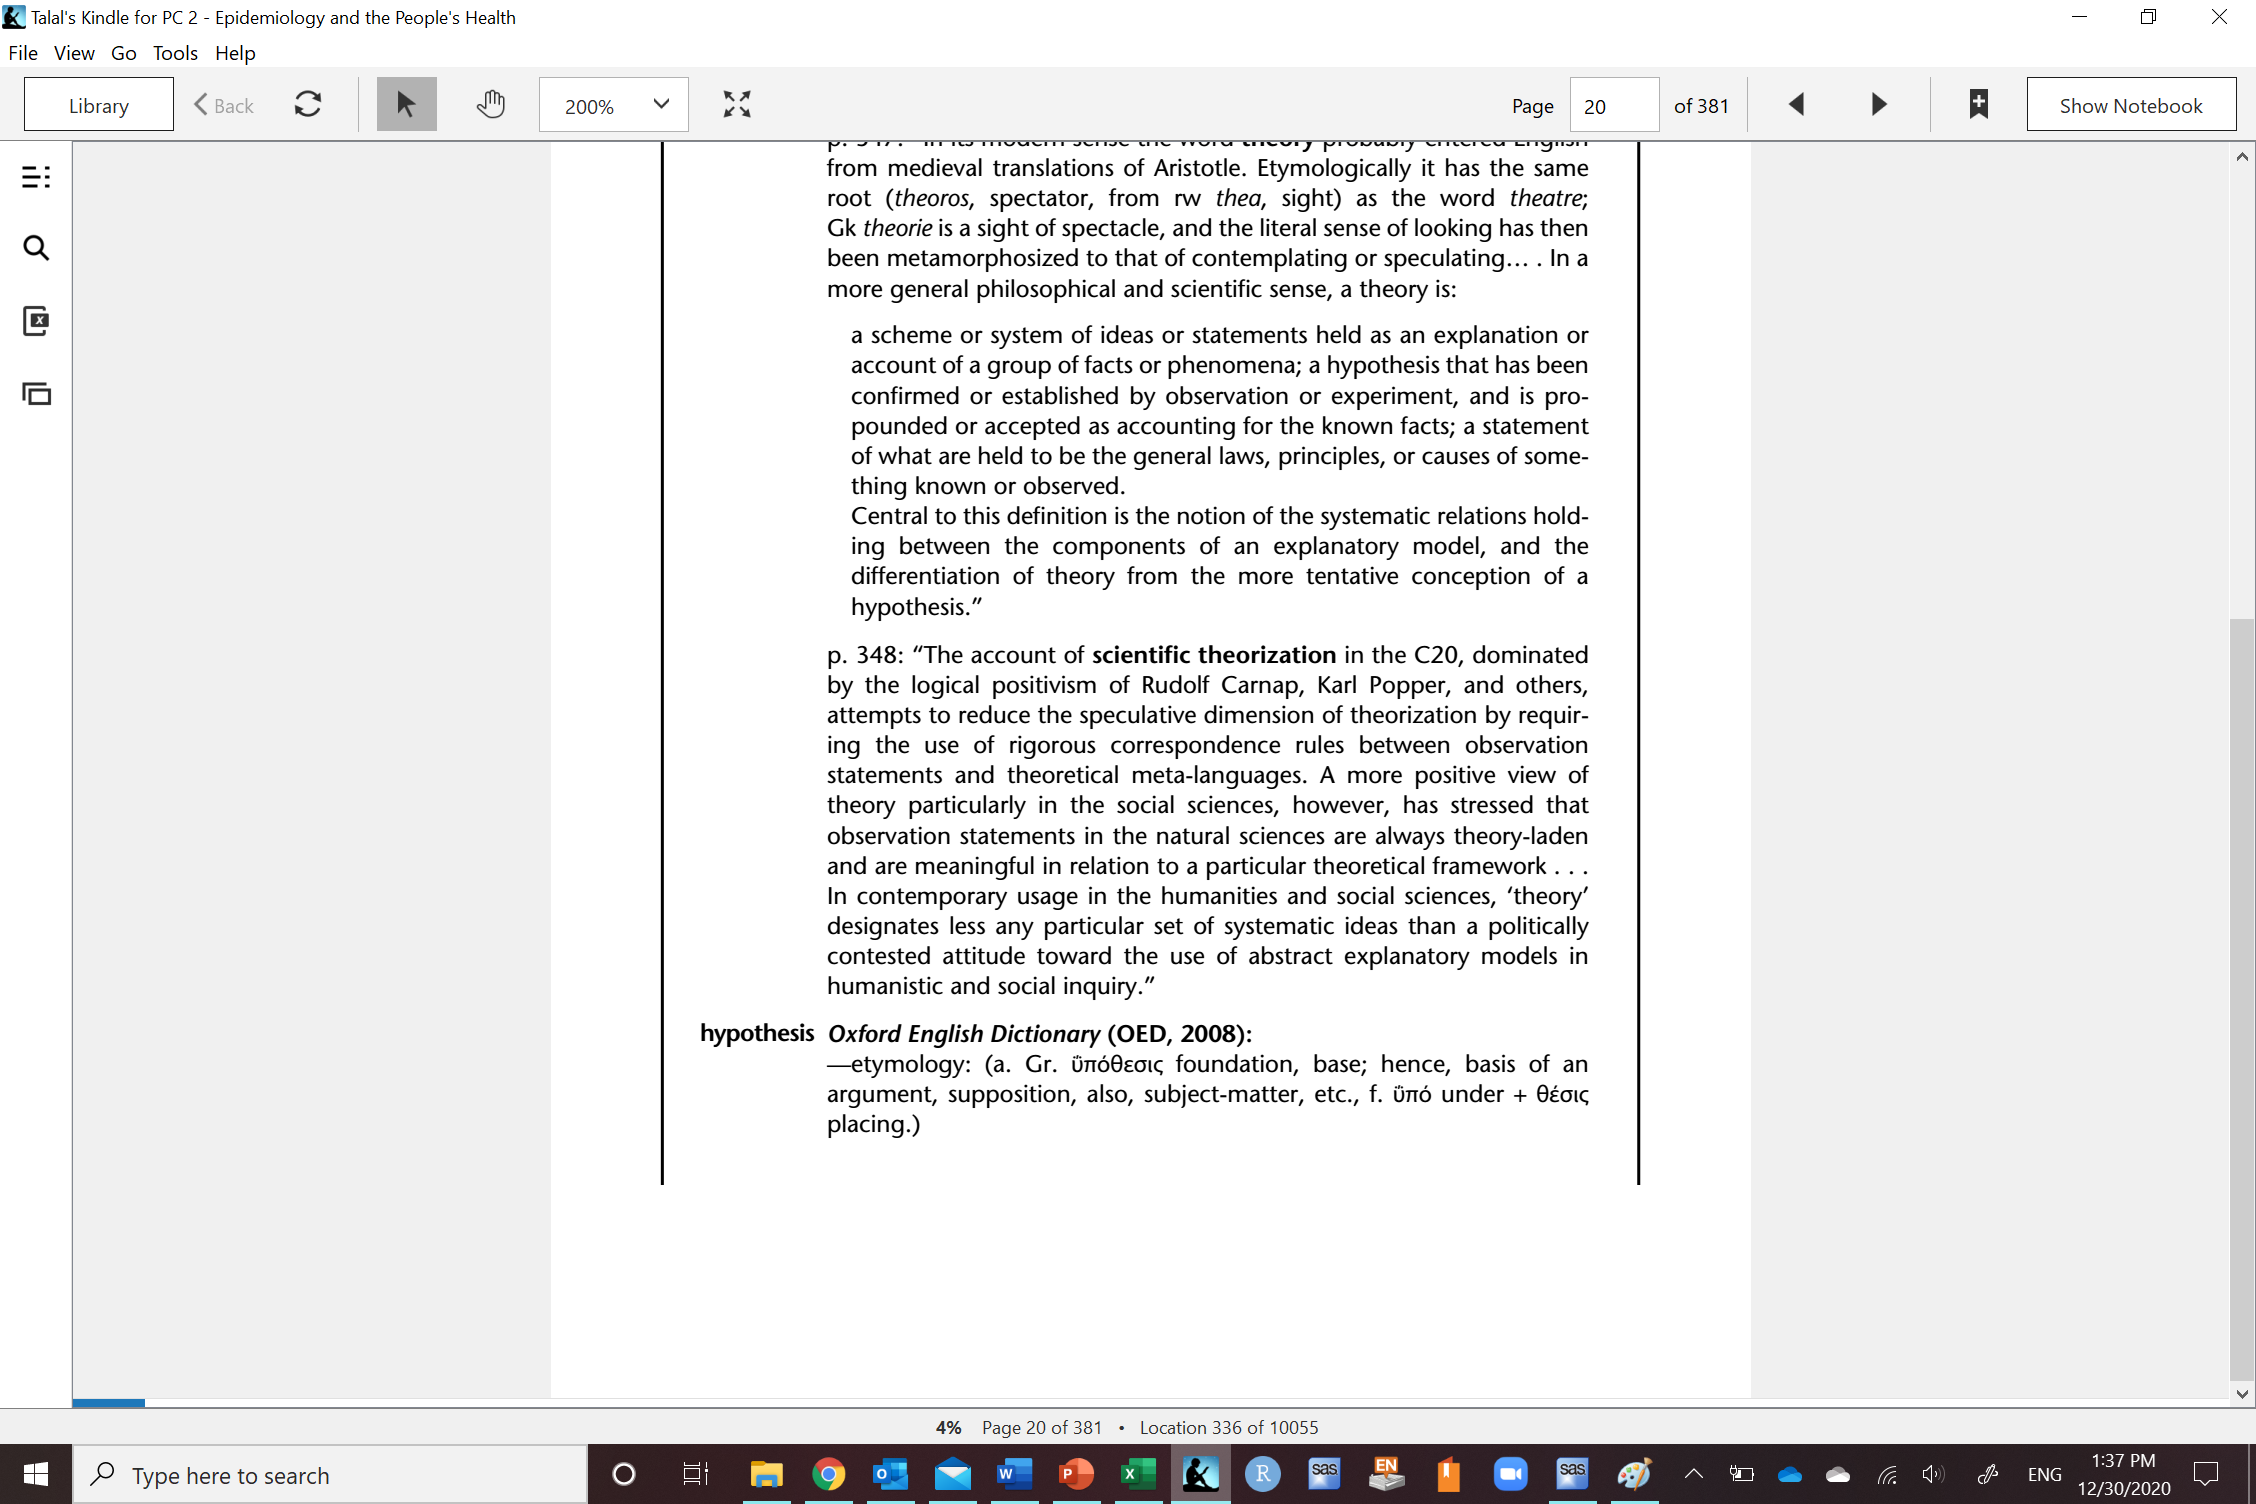 Talal's Kindle for PC 2 - Epidemiology and the People's Health
File View Go Tools Help
Library Back 200% Page 20 of 381 Show Notebook
p. 347: “In its modern sense the word theory probably entered English
from medieval translations of Aristotle. Etymologically it has the same
root (theoros, spectator, from rw thea, sight) as the word theatre;
Gk theorie is a sight of spectacle, and the literal sense of looking has then
been metamorphosized to that of contemplating or speculating… . In a
more general philosophical and scientific sense, a theory is:
a scheme or system of ideas or statements held as an explanation or
account of a group of facts or phenomena; a hypothesis that has been
confirmed or established by observation or experiment, and is pro-
pounded or accepted as accounting for the known facts; a statement
of what are held to be the general laws, principles, or causes of some-
thing known or observed.
Central to this definition is the notion of the systematic relations hold-
ing between the components of an explanatory model, and the
differentiation of theory from the more tentative conception of a
hypothesis.”
p. 348: “The account of scientific theorization in the C20, dominated
by the logical positivism of Rudolf Carnap, Karl Popper, and others,
attempts to reduce the speculative dimension of theorization by requir-
ing the use of rigorous correspondence rules between observation
statements and theoretical meta-languages. A more positive view of
theory particularly in the social sciences, however, has stressed that
observation statements in the natural sciences are always theory-laden
and are meaningful in relation to a particular theoretical framework . . .
In contemporary usage in the humanities and social sciences, ‘theory’
designates less any particular set of systematic ideas than a politically
contested attitude toward the use of abstract explanatory models in
humanistic and social inquiry.”
hypothesis Oxford English Dictionary (OED, 2008):
—etymology: (a. Gr. ὕπόθεσις foundation, base; hence, basis of an
argument, supposition, also, subject-matter, etc., f. ὕπό under + θέσις
placing.)
4% Page 20 of 381 • Location 336 of 10055
Type here to search
ENG
1:37 PM
12/30/2020